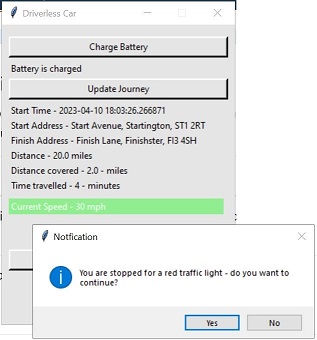 Driverless Car
Charge Battery
Battery is charged
Update Journey
Start Time - 2023-04-10 18:03:26.266871
Start Address - Start Avenue, Startington, ST1 2RT
Finish Address - Finish Lane, Finishster, FI3 4SH
Distance - 20.0 miles
Distance covered - 2.0 - miles
Time travelled - 4 - minutes
Current Speed - 30 mph
Notfication
You are stopped for a red traffic light - do you want to
continue?
Yes
No